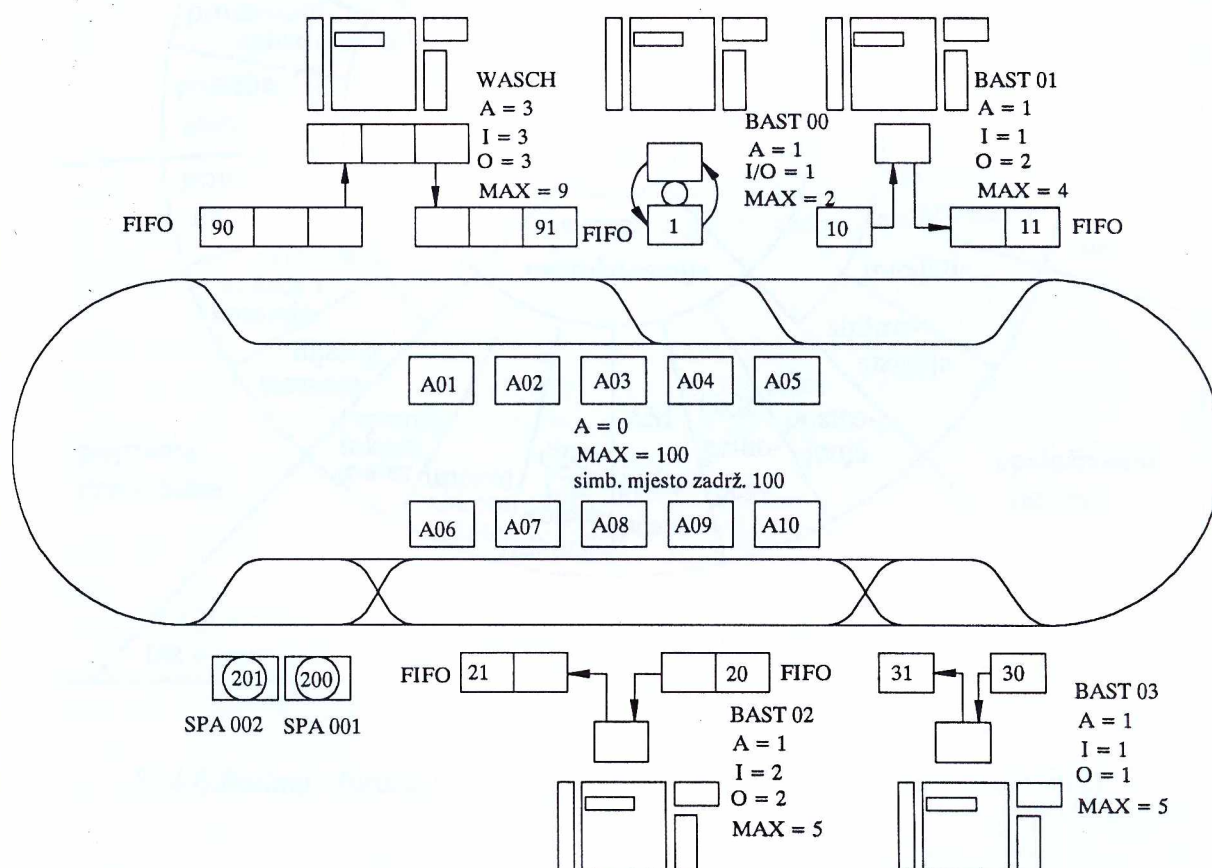 WASCH
A = 3
I = 3
O = 3
MAX = 9
FIFO
90
91
FIFO
BAST 00
A = 1
I/O = 1
MAX = 2
1
BAST 01
A = 1
I = 1
O = 2
MAX = 4
10
11
FIFO
A01
A02
A03
A04
A05
A = 0
MAX = 100
simb. mjesto zadrž. 100
A06
A07
A08
A09
A10
201
200
SPA 002
SPA 001
FIFO
21
20
FIFO
BAST 02
A = 1
I = 2
O = 2
MAX = 5
31
30
BAST 03
A = 1
I = 1
O = 1
MAX = 5